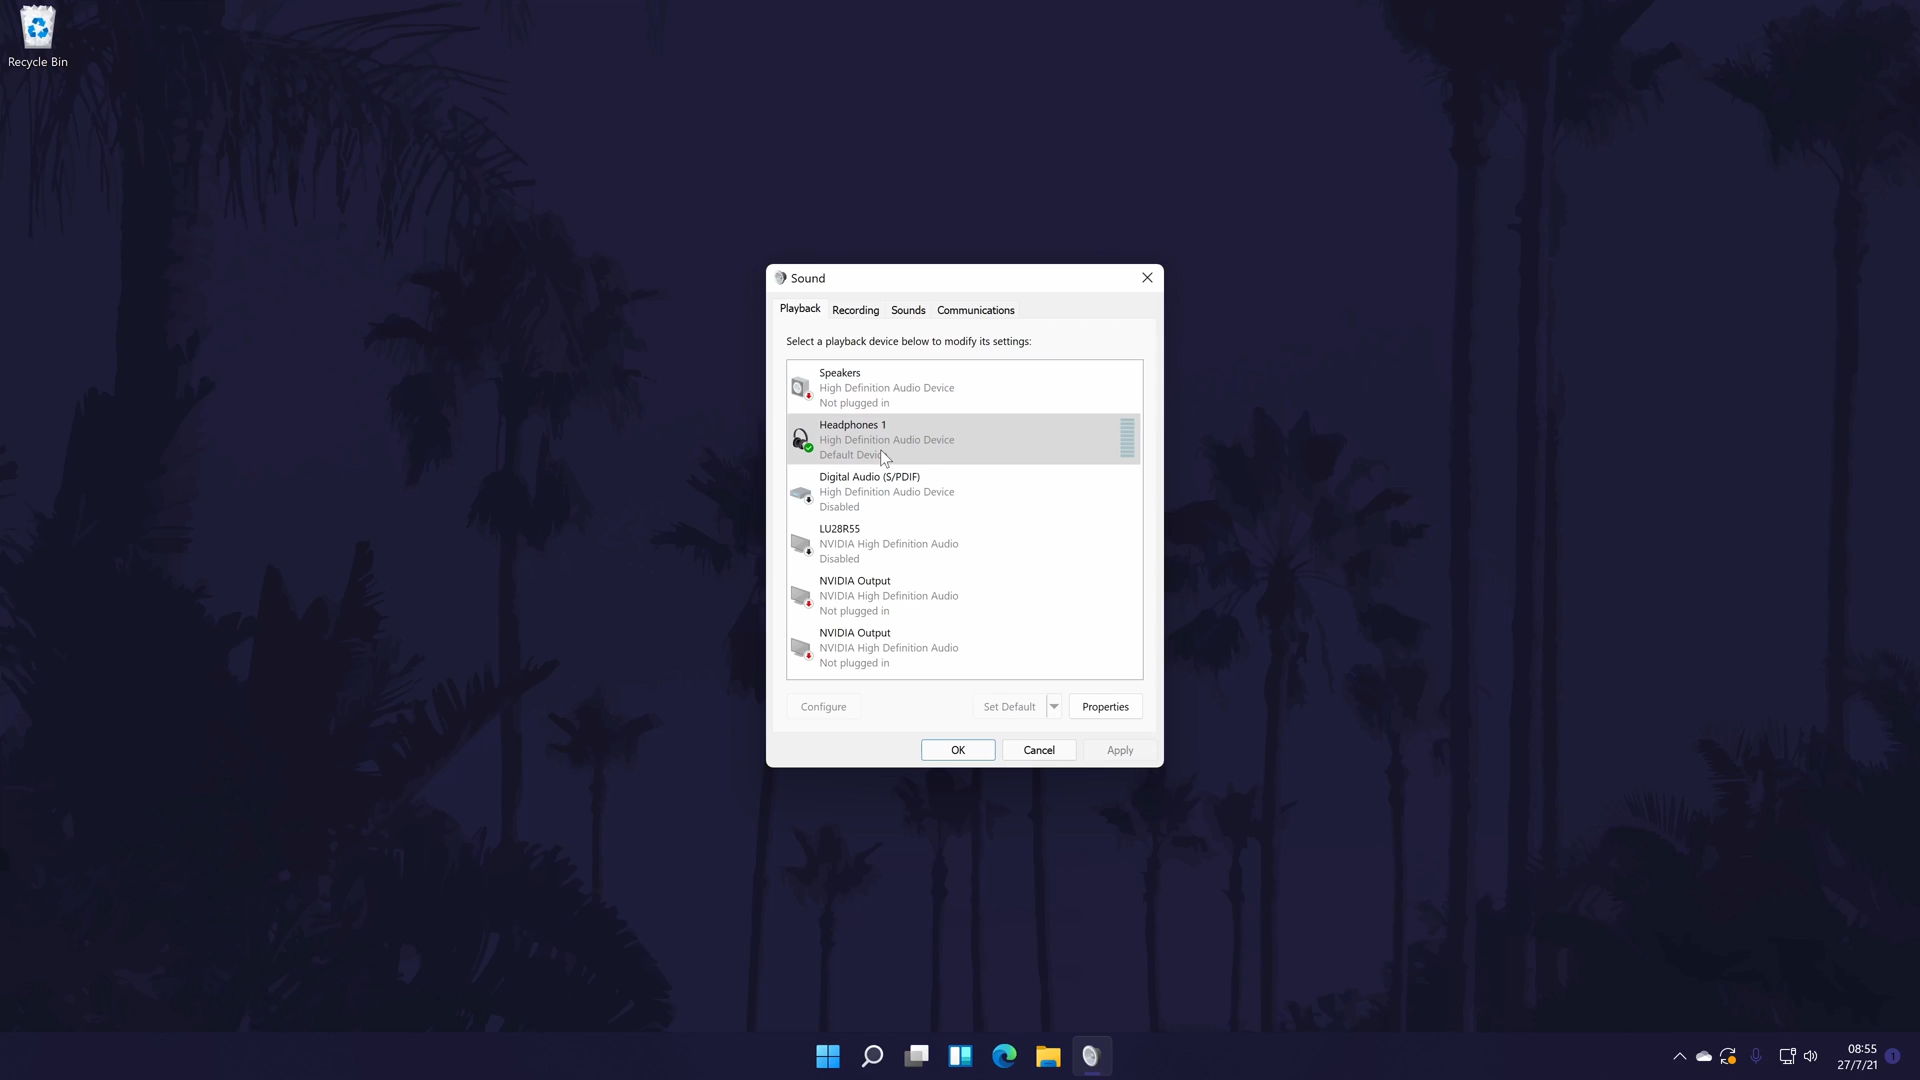 Recycle Bin
Sound
Playback Recording Sounds Communications
Select a playback device below to modify its settings:
Speakers
High Definition Audio Device
Not plugged in
Headphones 1
High Definition Audio Device
Default Devic
Digital Audio (S/PDIF)
High Definition Audio Device
Disabled
LU28R55
NVIDIA High Definition Audio
Disabled
NVIDIA Output
NVIDIA High Definition Audio
Not plugged in
NVIDIA Output
NVIDIA High Definition Audio
Not plugged in
Configure Set Default Properties
OK Cancel Apply
08:55
27/7/21 1